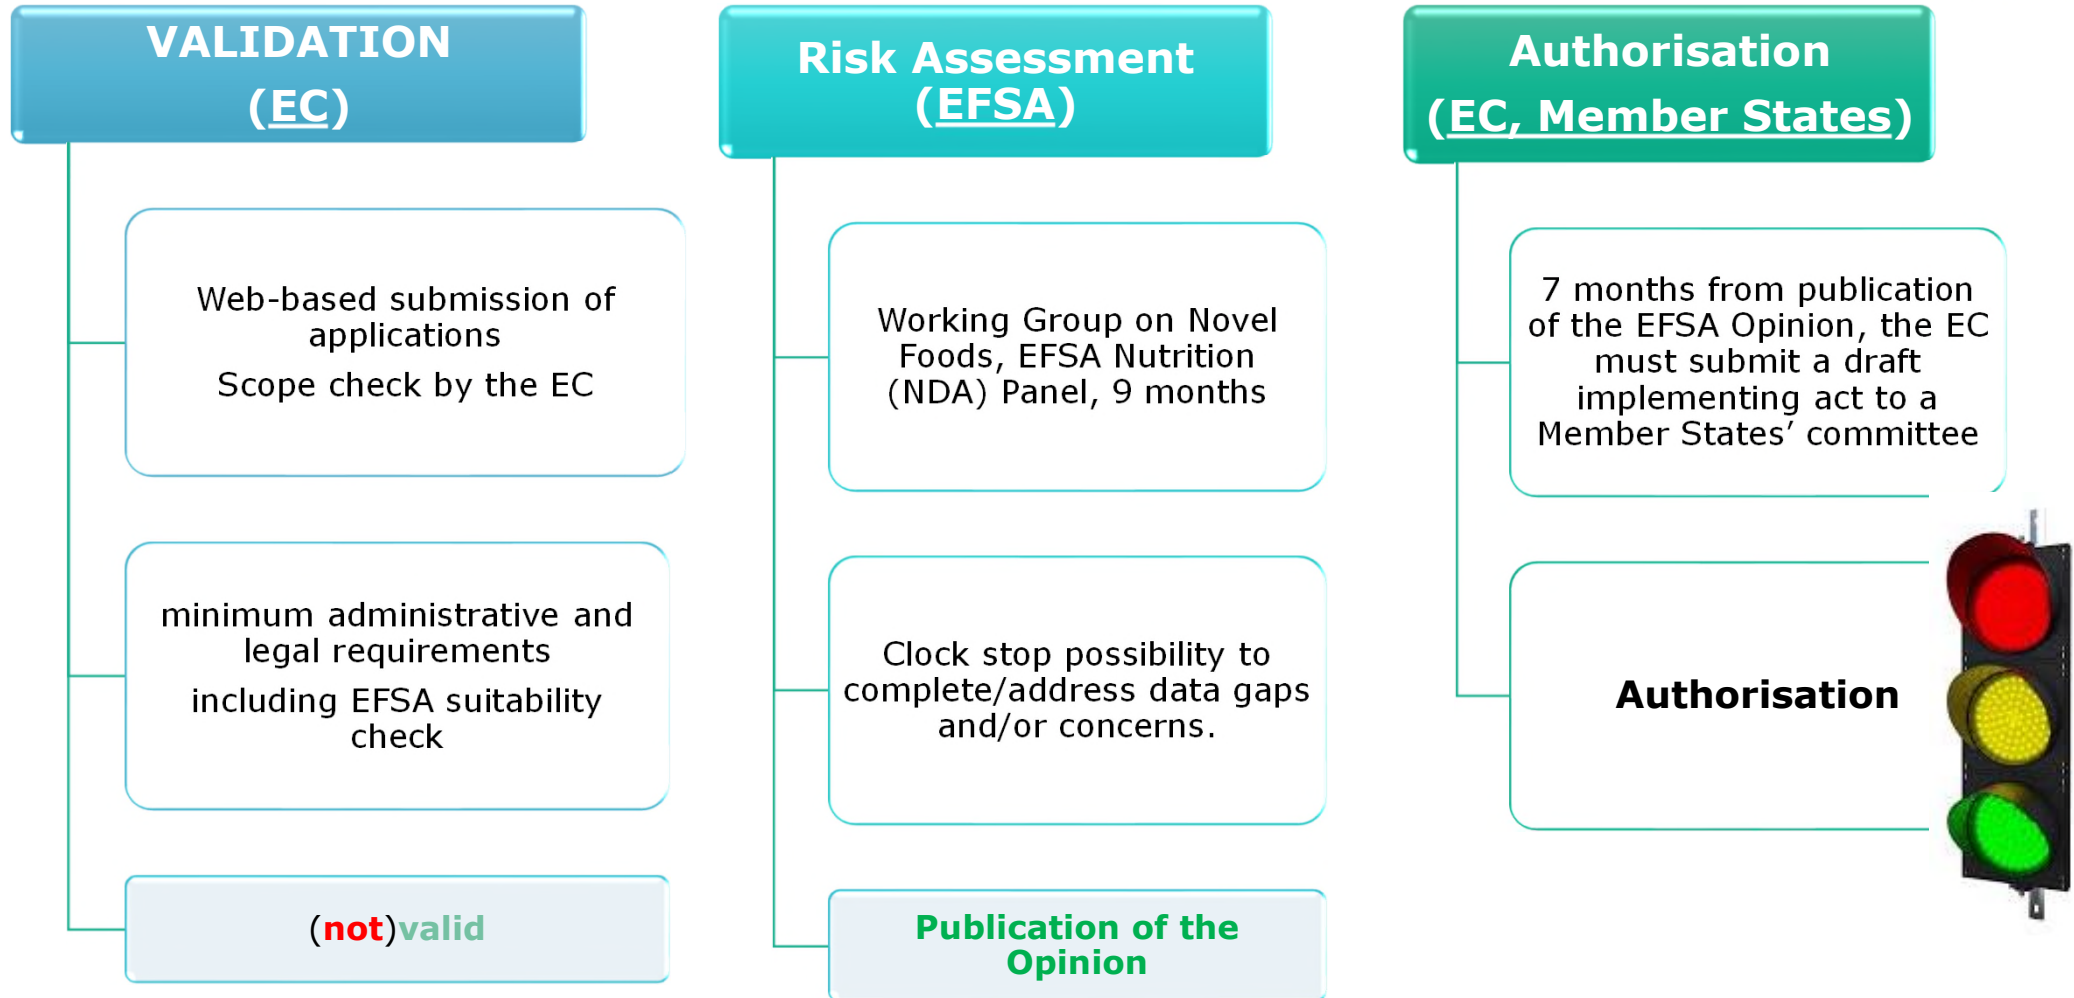 VALIDATION
(EC)
Web-based submission of
applications
Scope check by the EC
minimum administrative and
legal requirements
including EFSA suitability
check
(not)valid
Risk Assessment
(EFSA)
Working Group on Novel
Foods, EFSA Nutrition
(NDA) Panel, 9 months
Clock stop possibility to
complete/address data gaps
and/or concerns.
Publication of the
Opinion
Authorisation
(EC, Member States)
7 months from publication
of the EFSA Opinion, the EC
must submit a draft
implementing act to a
Member States’ committee
Authorisation